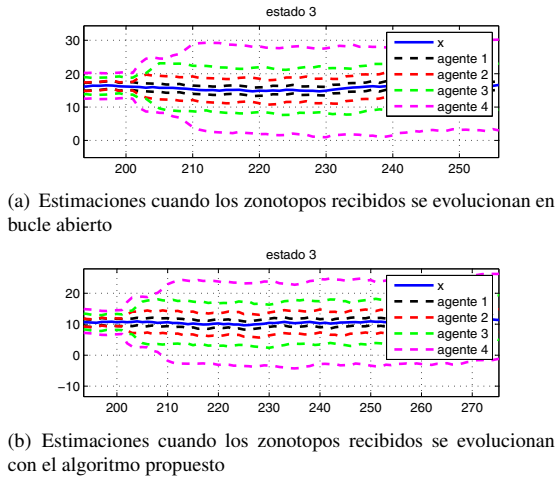 estado 3
30
20
10
0
x
agente 1
agente 2
agente 3
agente 4
200 210 220 230 240 250
(a) Estimaciones cuando los zonotopos recibidos se evolucionan en
bucle abierto
estado 3
20
10
0
−10
x
agente 1
agente 2
agente 3
agente 4
200 210 220 230 240 250 260 270
(b) Estimaciones cuando los zonotopos recibidos se evolucionan
con el algoritmo propuesto